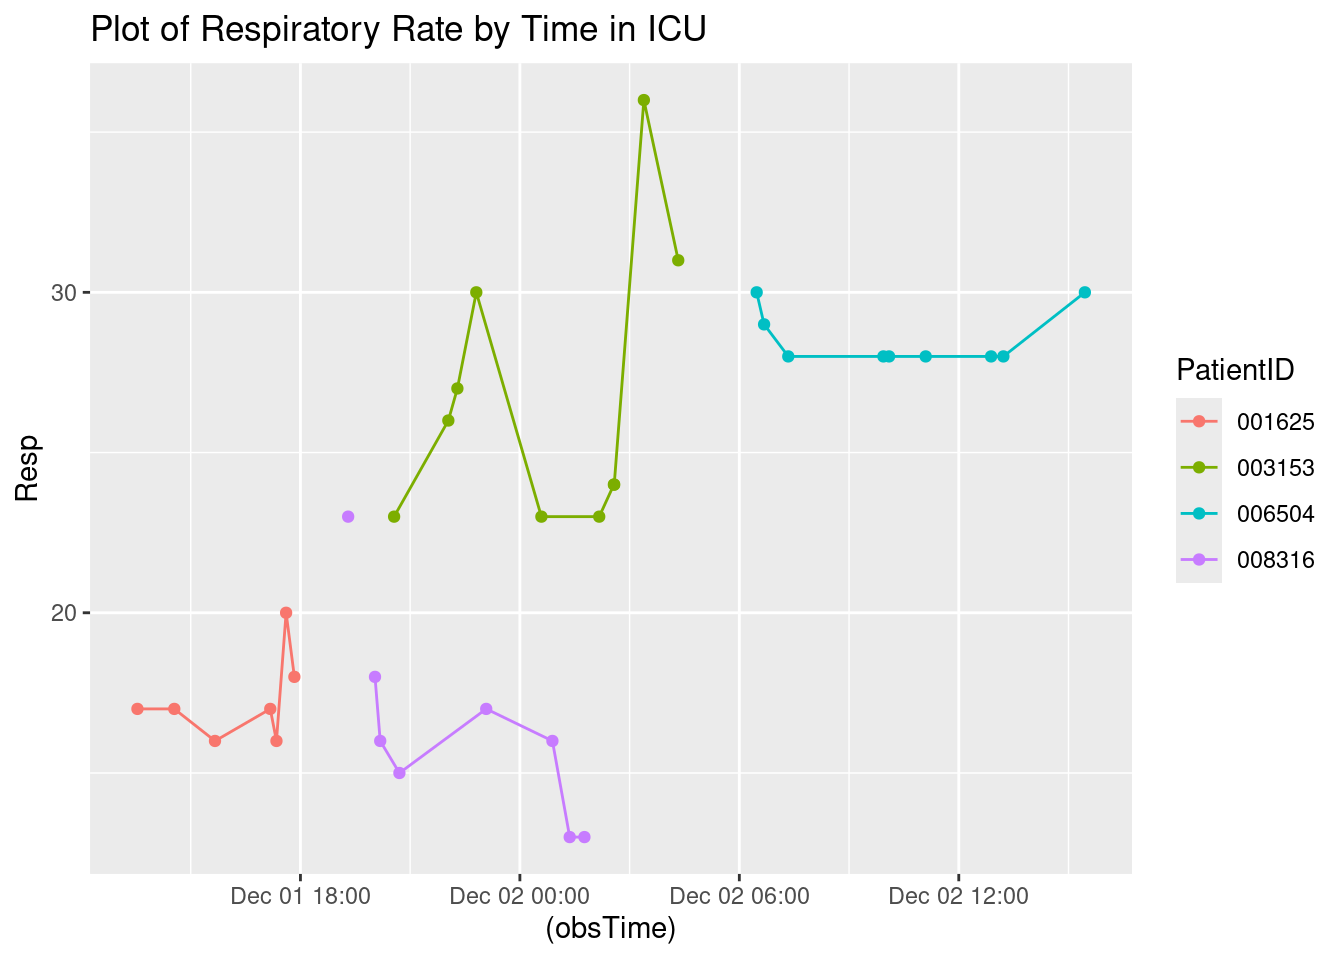 Plot of Respiratory Rate by Time in ICU
Resp
30
20
Dec 01 18:00
Dec 02 00:00
Dec 02 06:00
Dec 02 12:00
(obsTime)
PatientID
001625
003153
006504
008316